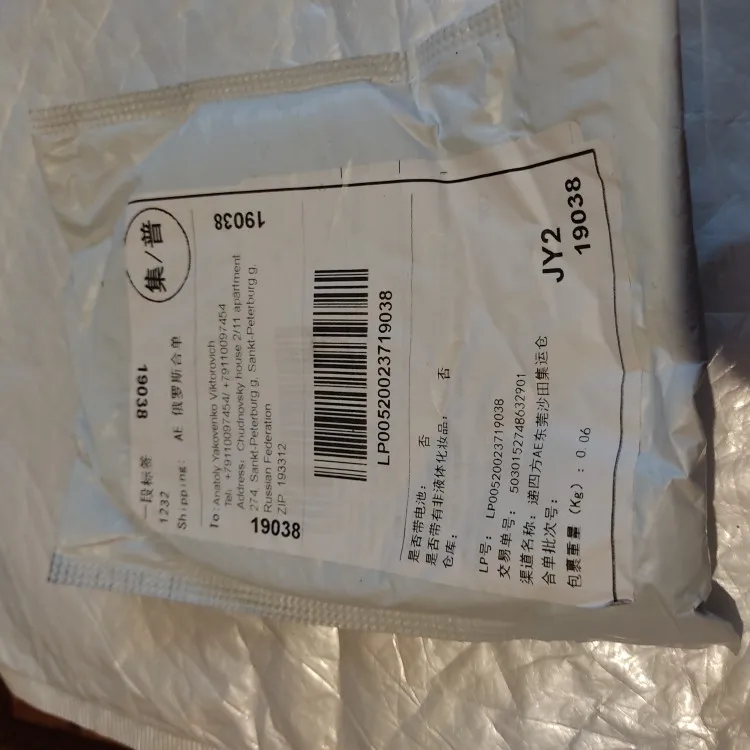 集/普
一段标签
19038
1232
Shipping: AE 俄罗斯合单
19038
To:Anatoly Yakovenko Viktorovich
Tel: +79110097454/ +79110097454
Address: Chudnovsky house 2/11 apartment
274, Sankt-Peterburg g, Sankt-Peterburg g,
Russian Federation
ZIP 193312
19038
LP00520023719038
是否带电池: 否
是否带有非液体化妆品: 否
仓库:
LP号: LP00520023719038
交易单号: 5030152748632901
渠道名称: 递四方AE东莞沙田集运仓
合单批次号:
包裹重量(Kg): 0.06
JY2
19038